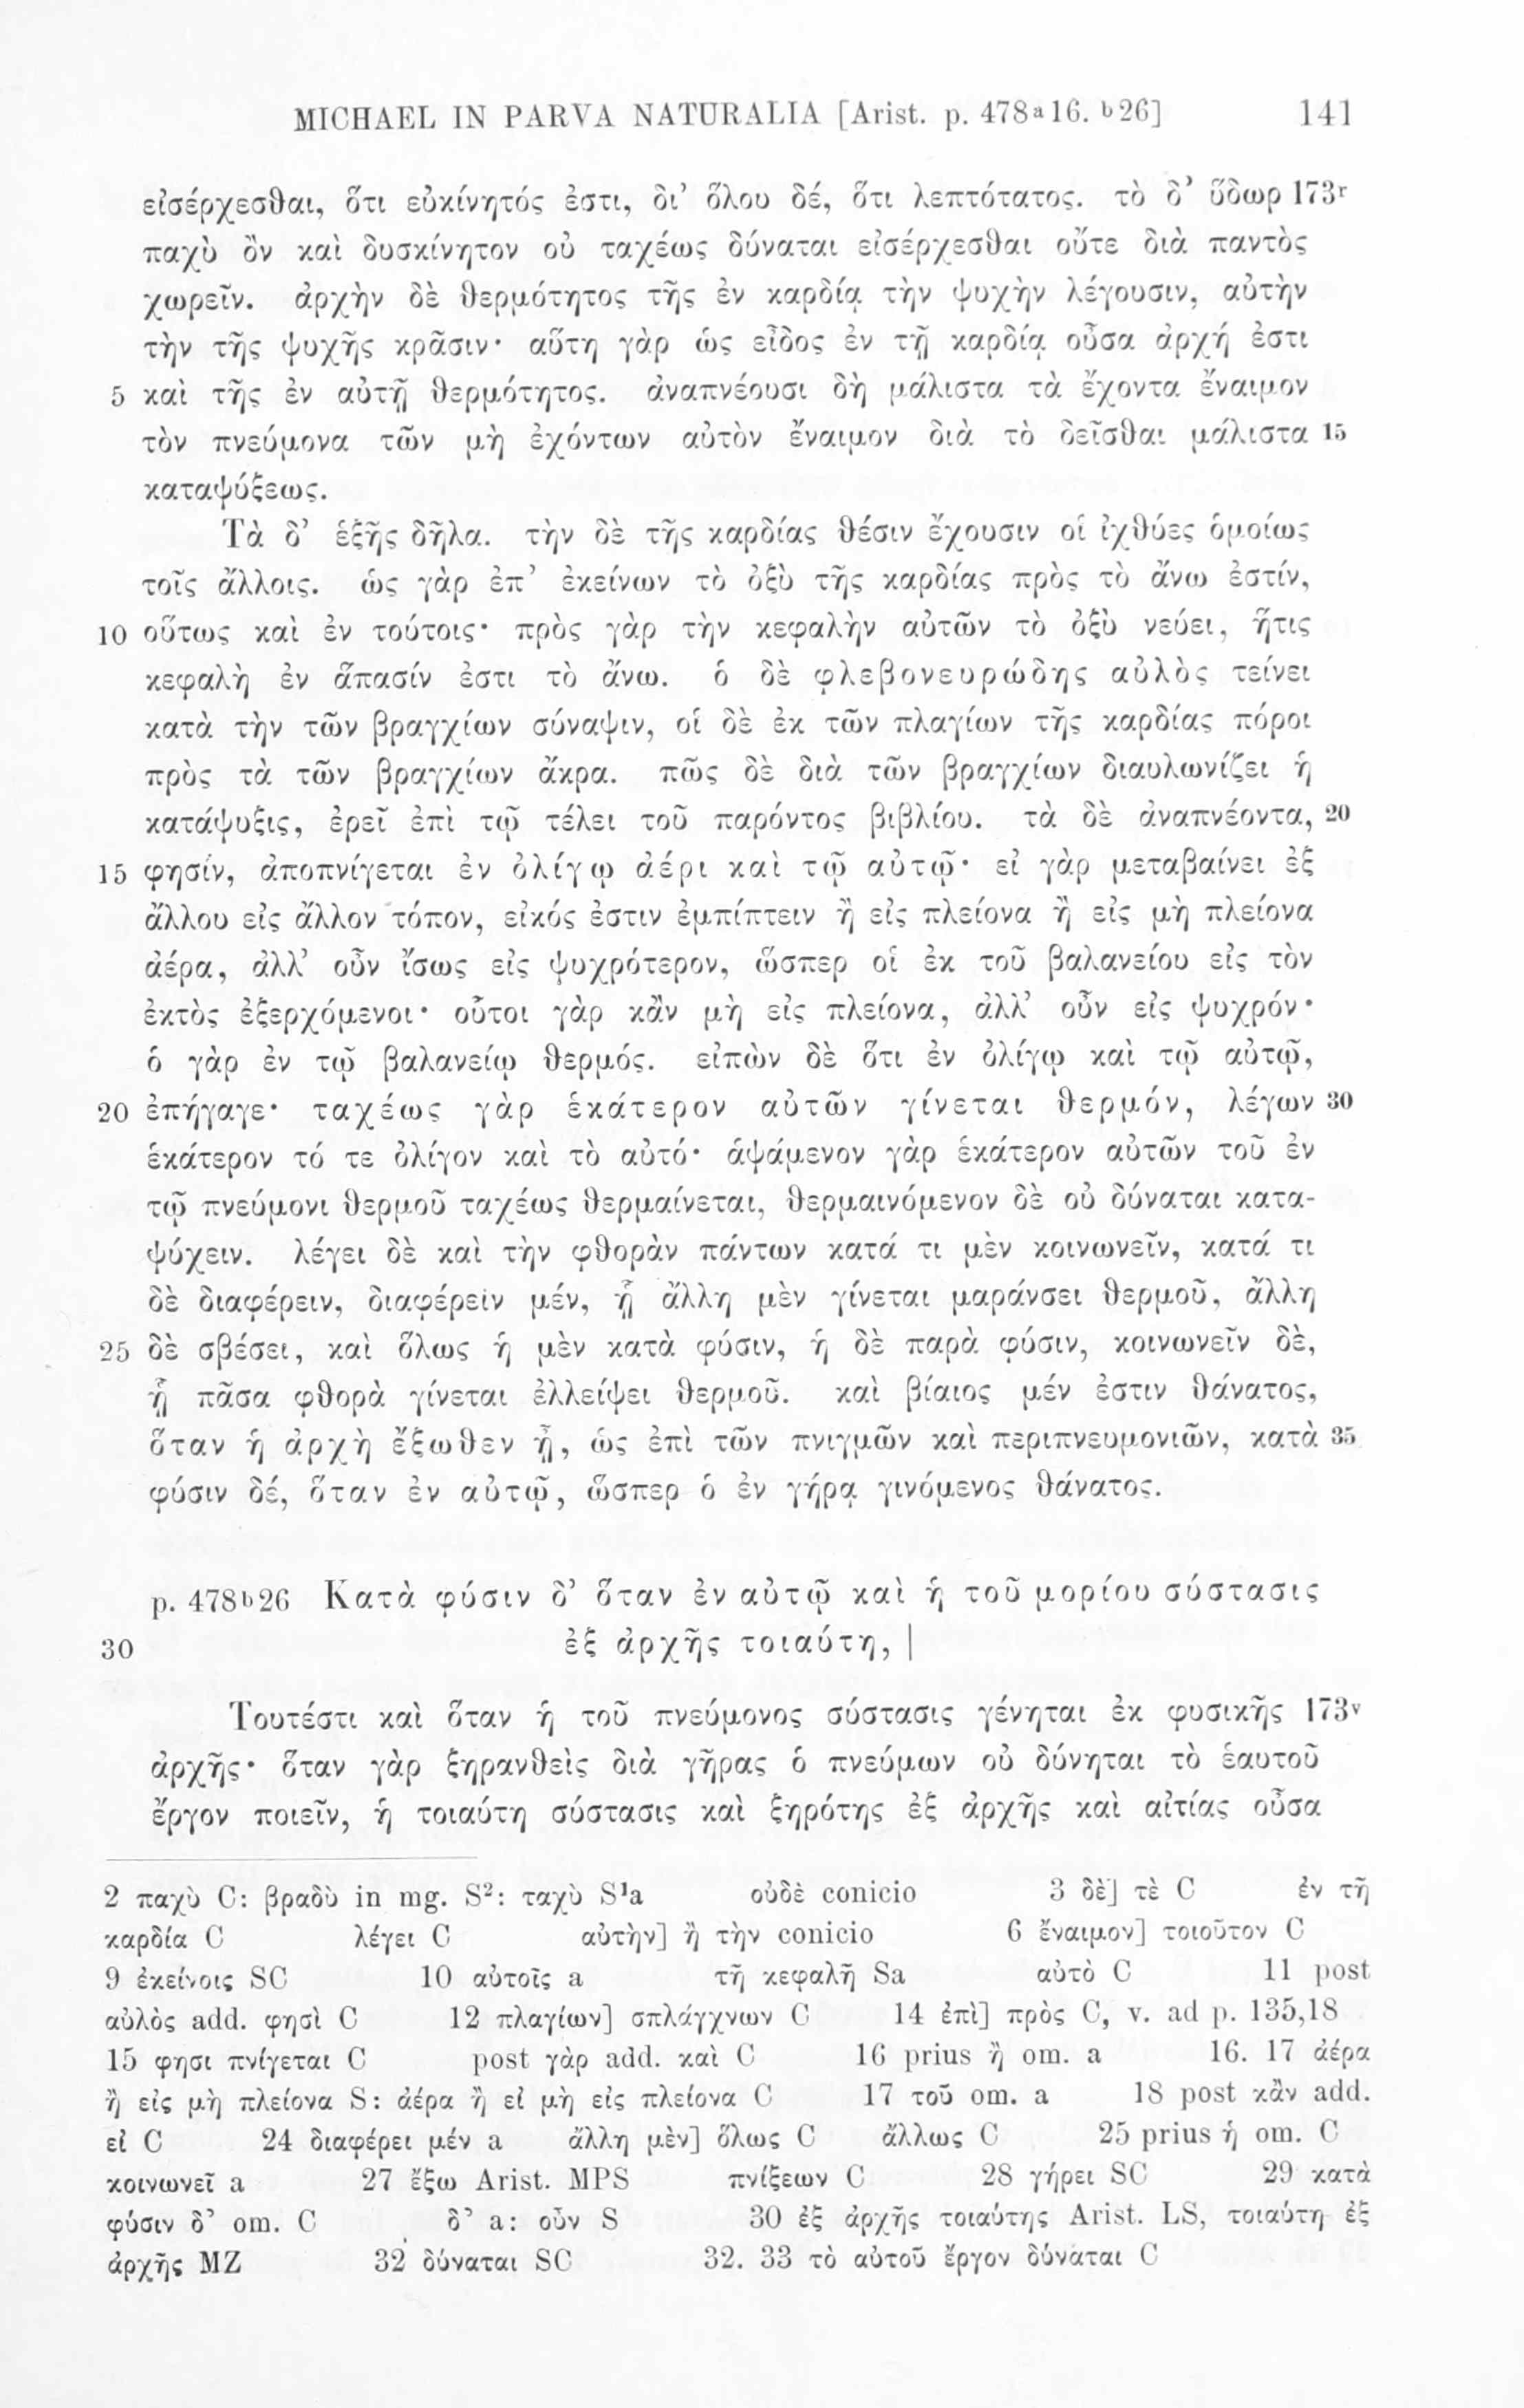 MICHAEL IN PARVA NATURALIA [Arist. p. 478ᵃ16. ᵇ26] 141
εἰσέρχεσθαι, ὅτι εὐκίνητός ἐστι, δι’ ὅλου δέ, ὅτι λεπτότατος. τὸ δ’ ὕδωρ 173ʳ
παχὺ ὂν καὶ δυσκίνητον οὐ ταχέως δύναται εἰσέρχεσθαι οὔτε διὰ παντὸς
χωρεῖν. ἀρχὴν δὲ θερμότητος τῆς ἐν καρδίᾳ τὴν ψυχὴν λέγουσιν, αὐτὴν
τὴν τῆς ψυχῆς κρᾶσιν· αὕτη γὰρ ὡς εἶδος ἐν τῇ καρδίᾳ οὖσα ἀρχή ἐστι
5 καὶ τῆς ἐν αὐτῇ θερμότητος. ἀναπνέουσι δὴ μάλιστα τὰ ἔχοντα ἔναιμον
τὸν πνεύμονα τῶν μὴ ἐχόντων αὐτὸν ἔναιμον διὰ τὸ δεῖσθαι μάλιστα 15
καταψύξεως.
Τὰ δ’ ἑξῆς δῆλα. τὴν δὲ τῆς καρδίας θέσιν ἔχουσιν οἱ ἰχθύες ὁμοίως
τοῖς ἄλλοις. ὡς γὰρ ἐπ’ ἐκείνων τὸ ὀξὺ τῆς καρδίας πρὸς τὸ ἄνω ἐστίν,
10 οὕτως καὶ ἐν τούτοις· πρὸς γὰρ τὴν κεφαλὴν αὐτῶν τὸ ὀξὺ νεύει, ἥτις
κεφαλὴ ἐν ἅπασίν ἐστι τὸ ἄνω. ὁ δὲ φλεβονευρώδης αὐλὸς τείνει
κατὰ τὴν τῶν βραγχίων σύναψιν, οἱ δὲ ἐκ τῶν πλαγίων τῆς καρδίας πόροι
πρὸς τὰ τῶν βραγχίων ἄκρα. πῶς δὲ διὰ τῶν βραγχίων διαυλωνίζει ἡ
κατάψυξις, ἐρεῖ ἐπὶ τῷ τέλει τοῦ παρόντος βιβλίου. τὰ δὲ ἀναπνέοντα, 20
15 φησίν, ἀποπνίγεται ἐν ὀλίγῳ ἀέρι καὶ τῷ αὐτῷ· εἰ γὰρ μεταβαίνει ἐξ
ἄλλου εἰς ἄλλον τόπον, εἰκός ἐστιν ἐμπίπτειν ἢ εἰς πλείονα ἢ εἰς μὴ πλείονα
ἀέρα, ἀλλ’ οὖν ἴσως εἰς ψυχρότερον, ὥσπερ οἱ ἐκ τοῦ βαλανείου εἰς τὸν
ἐκτὸς ἐξερχόμενοι· οὗτοι γὰρ κἂν μὴ εἰς πλείονα, ἀλλ’ οὖν εἰς ψυχρόν·
ὁ γὰρ ἐν τῷ βαλανείῳ θερμός. εἰπὼν δὲ ὅτι ἐν ὀλίγῳ καὶ τῷ αὐτῷ,
20 ἐπήγαγε· ταχέως γὰρ ἑκάτερον αὐτῶν γίνεται θερμόν, λέγων 30
ἑκάτερον τό τε ὀλίγον καὶ τὸ αὐτό· ἁψάμενον γὰρ ἑκάτερον αὐτῶν τοῦ ἐν
τῷ πνεύμονι θερμοῦ ταχέως θερμαίνεται, θερμαινόμενον δὲ οὐ δύναται κατα-
ψύχειν. λέγει δὲ καὶ τὴν φθορὰν πάντων κατά τι μὲν κοινωνεῖν, κατά τι
δὲ διαφέρειν, διαφέρειν μέν, ᾗ ἄλλη μὲν γίνεται μαράνσει θερμοῦ, ἄλλη
25 δὲ σβέσει, καὶ ὅλως ἡ μὲν κατὰ φύσιν, ἡ δὲ παρὰ φύσιν, κοινωνεῖν δὲ,
ᾗ πᾶσα φθορὰ γίνεται ἐλλείψει θερμοῦ. καὶ βίαιος μέν ἐστιν θάνατος,
ὅταν ἡ ἀρχὴ ἔξωθεν ᾖ, ὡς ἐπὶ τῶν πνιγμῶν καὶ περιπνευμονιῶν, κατὰ 35
φύσιν δέ, ὅταν ἐν αὐτῷ, ὥσπερ ὁ ἐν γήρᾳ γινόμενος θάνατος.
p. 478ᵇ26 Κατὰ φύσιν δ’ ὅταν ἐν αὐτῷ καὶ ἡ τοῦ μορίου σύστασις
30 ἐξ ἀρχῆς τοιαύτη, |
Τουτέστι καὶ ὅταν ἡ τοῦ πνεύμονος σύστασις γένηται ἐκ φυσικῆς 173ᵛ
ἀρχῆς· ὅταν γὰρ ξηρανθεὶς διὰ γῆρας ὁ πνεύμων οὐ δύνηται τὸ ἑαυτοῦ
ἔργον ποιεῖν, ἡ τοιαύτη σύστασις καὶ ξηρότης ἐξ ἀρχῆς καὶ αἰτίας οὖσα
2 παχὺ C: βραδὺ in mg. S²: ταχὺ S¹a οὐδὲ conicio 3 δὲ] τὲ C ἐν τῆ
καρδία C λέγει C αὐτὴν] ἢ τὴν conicio 6 ἔναιμον] τοιοῦτον C
9 ἐκείνοις SC 10 αὐτοῖς a τῆ κεφαλῆ Sa αὐτὸ C 11 post
αὐλὸς add. φησὶ C 12 πλαγίων] σπλάγχνων C 14 ἐπὶ] πρὸς C, v. ad p. 135,18
15 φησι πνίγεται C post γὰρ add. καὶ C 16 prius ἢ om. a 16. 17 ἀέρα
ἢ εἰς μὴ πλείονα S: ἀέρα ἢ εἰ μὴ εἰς πλείονα C 17 τοῦ om. a 18 post κἂν add.
εἰ C 24 διαφέρει μέν a ἄλλη μὲν] ὅλως C ἄλλως C 25 prius ἡ om. C
κοινωνεῖ a 27 ἔξω Arist. MPS πνίξεων C 28 γήρει SC 29 κατὰ
φύσιν δ’ om. C δ’ a: οὖν S 30 ἐξ ἀρχῆς τοιαύτης Arist. LS, τοιαύτη ἐξ
ἀρχῆς MZ 32 δύναται SC 32. 33 τὸ αὐτοῦ ἔργον δύναται C